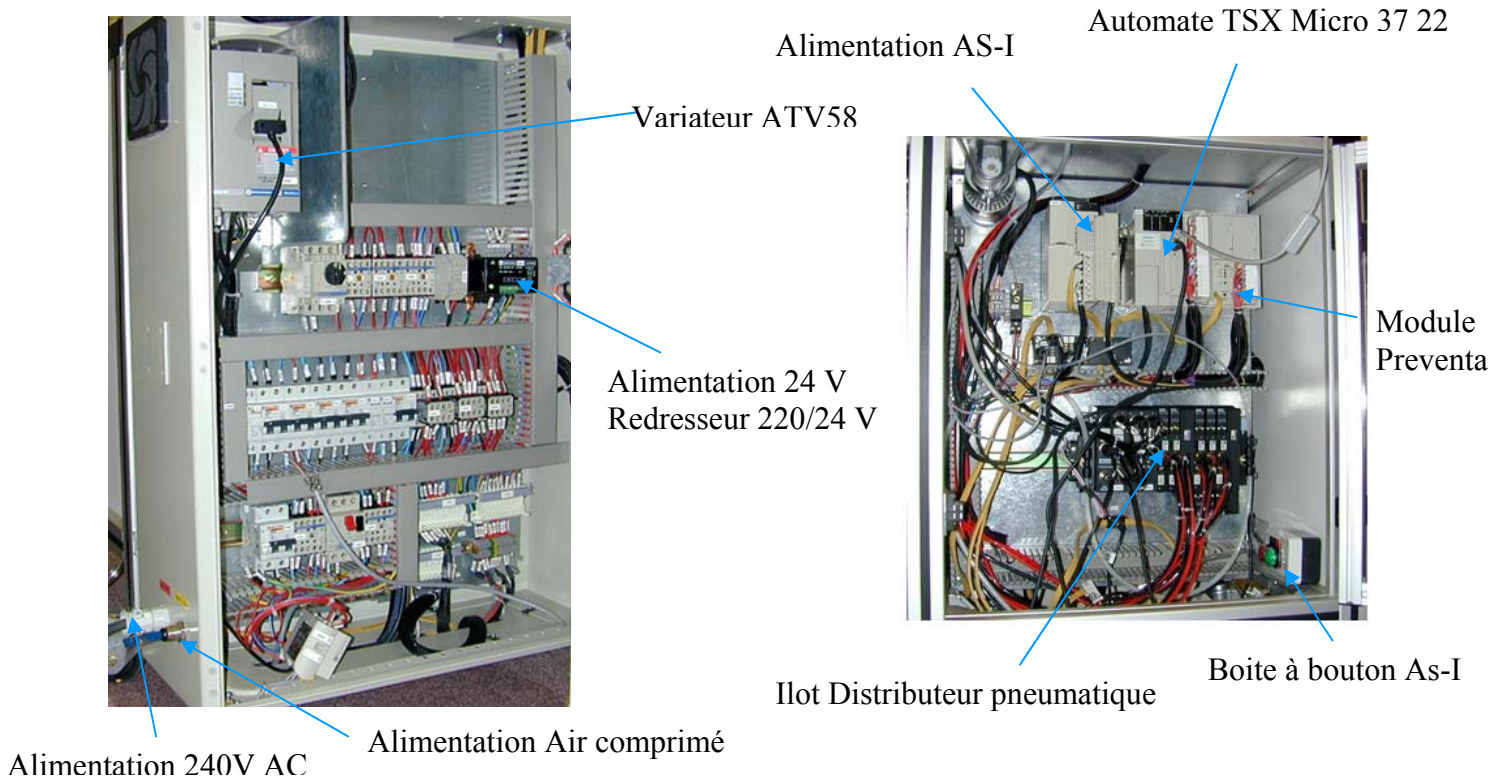 Automate TSX Micro 37 22
Alimentation AS-I
Variateur ATV58
Module
Preventa
Alimentation 24 V
Redresseur 220/24 V
Boite à bouton As-I
Ilot Distributeur pneumatique
Alimentation Air comprimé
Alimentation 240V AC